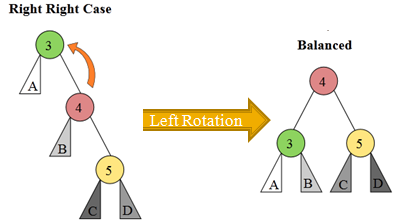 Right Right Case
Balanced
3
A
4
B
5
C D
Left Rotation
4
3 5
A B C D